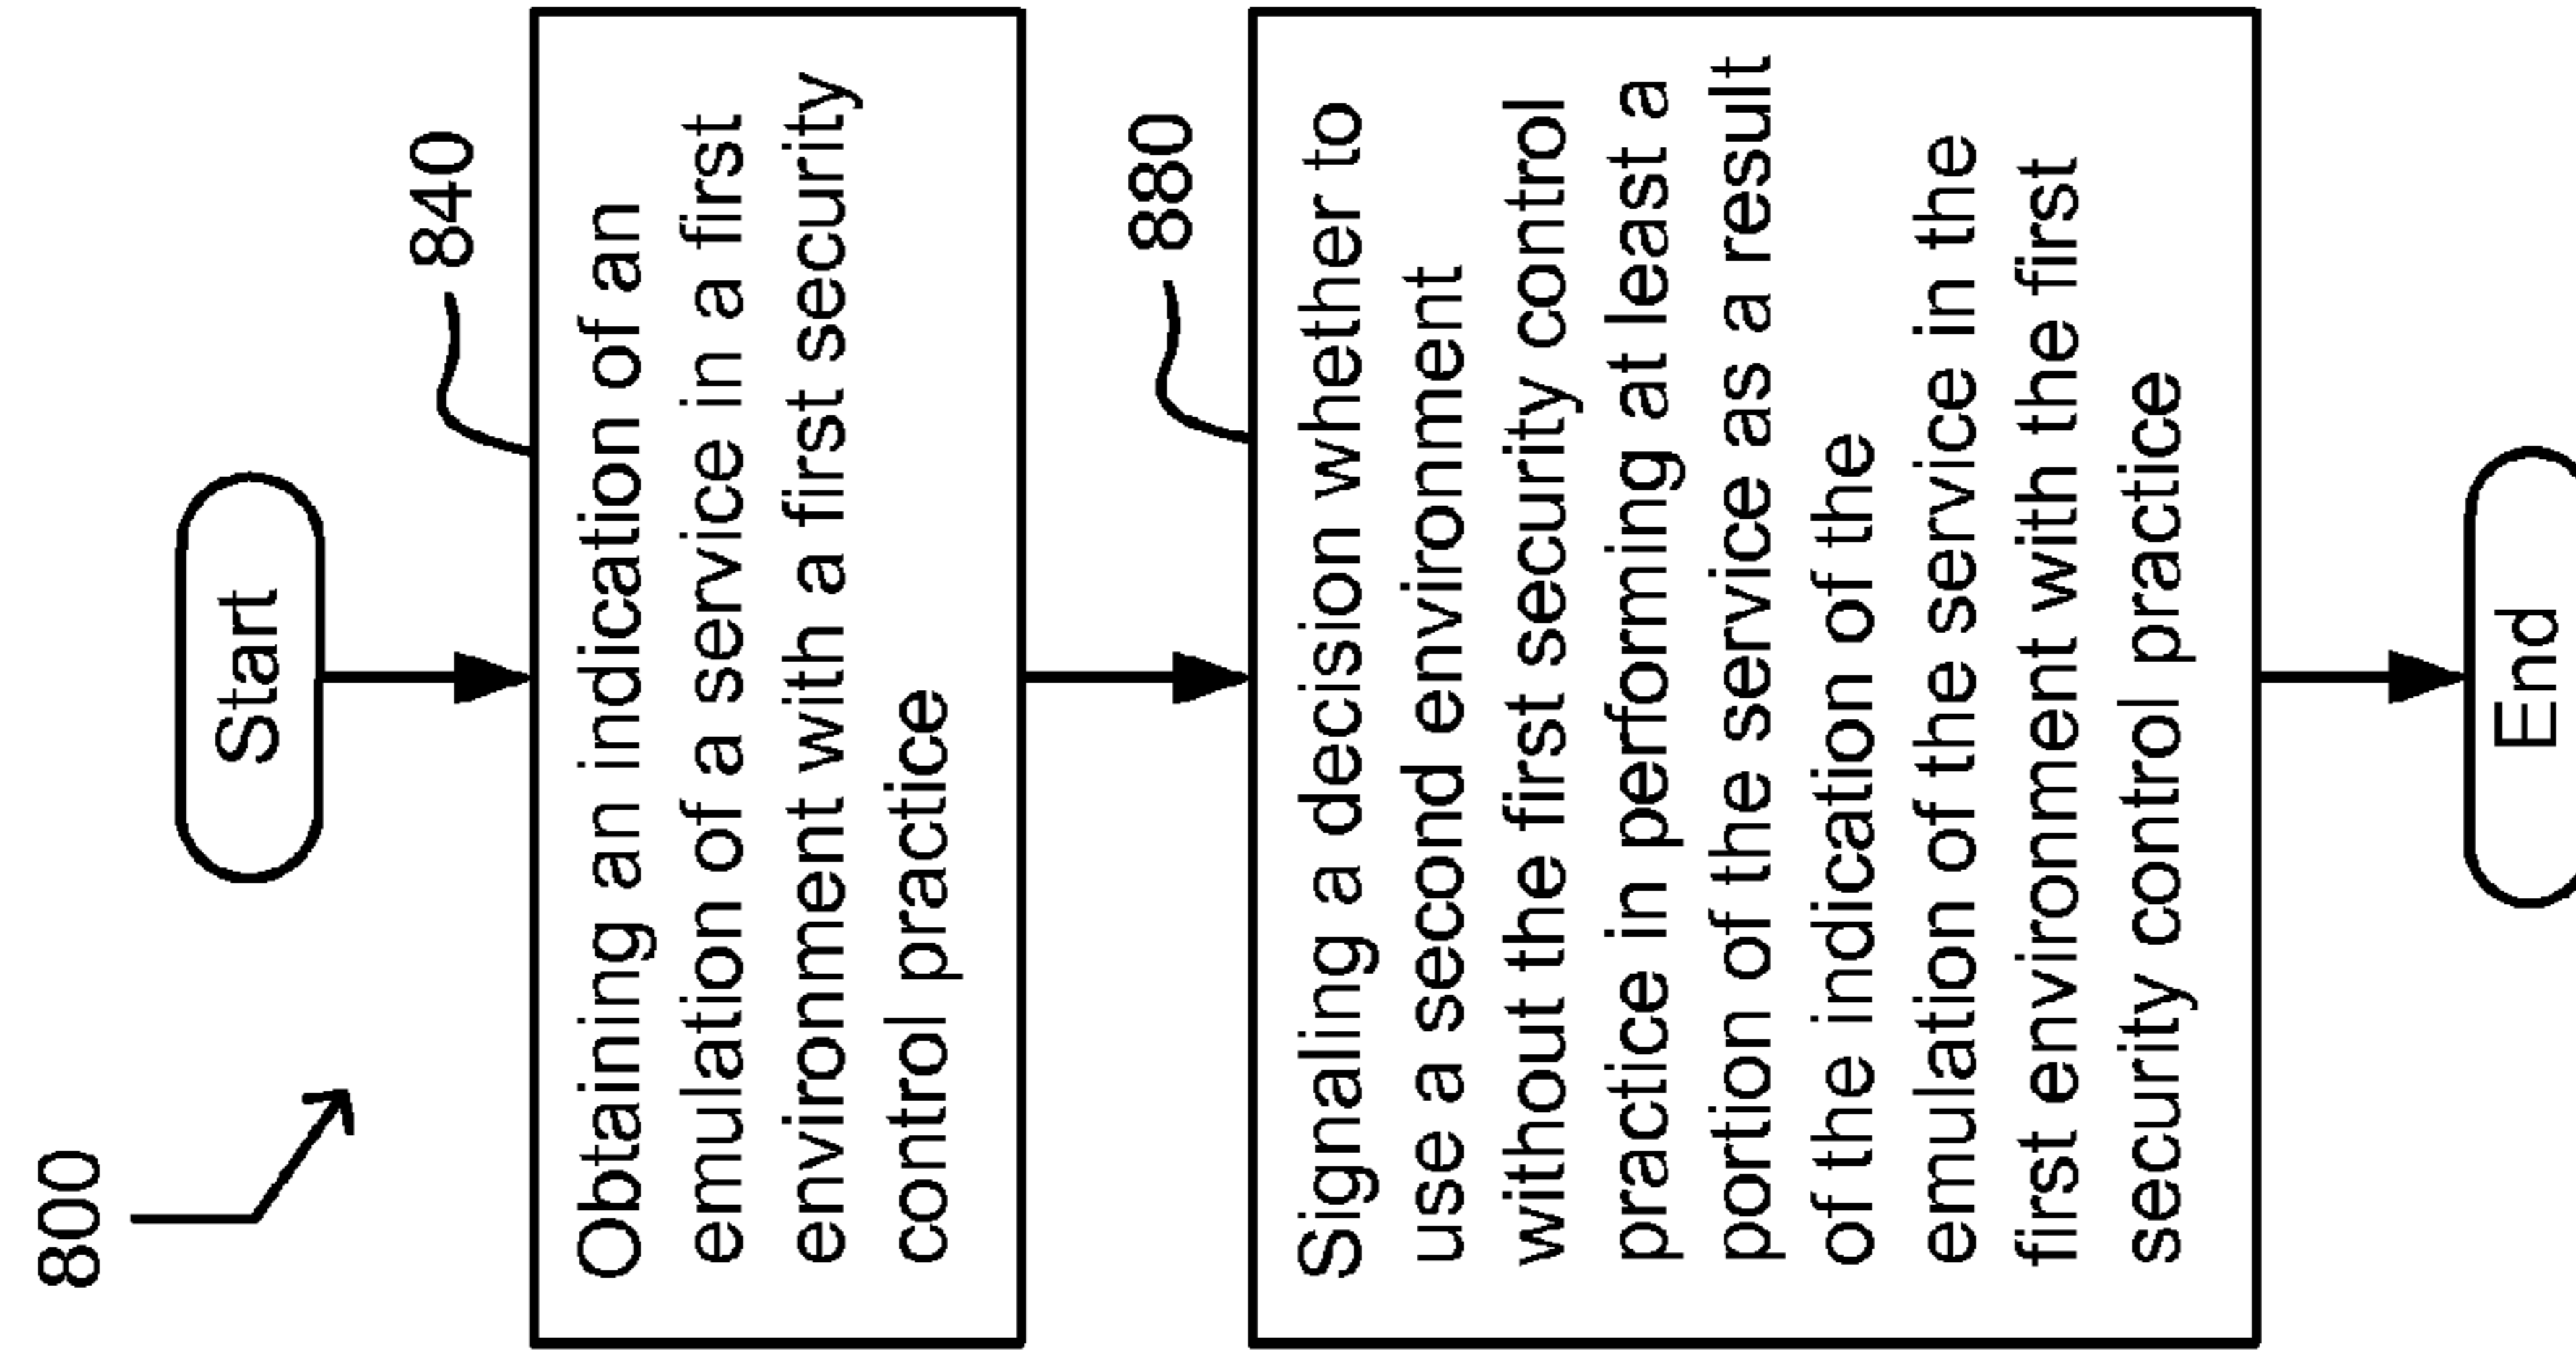 800
Start
840
Obtaining an indication of an
emulation of a service in a first
environment with a first security
control practice
880
Signaling a decision whether to
use a second environment
without the first security control
practice in performing at least a
portion of the service as a result
of the indication of the
emulation of the service in the
first environment with the first
security control practice
End